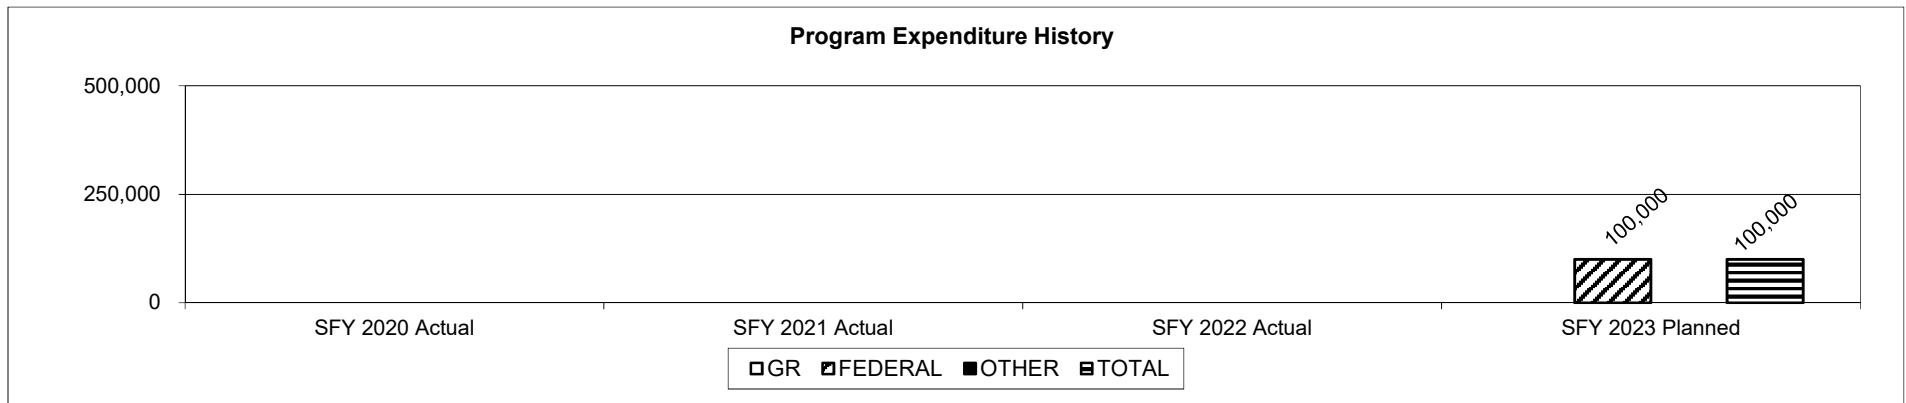 Program Expenditure History
500,000
250,000
0
100,000
100,000
SFY 2020 Actual
SFY 2021 Actual
SFY 2022 Actual
SFY 2023 Planned
GR FEDERAL OTHER TOTAL